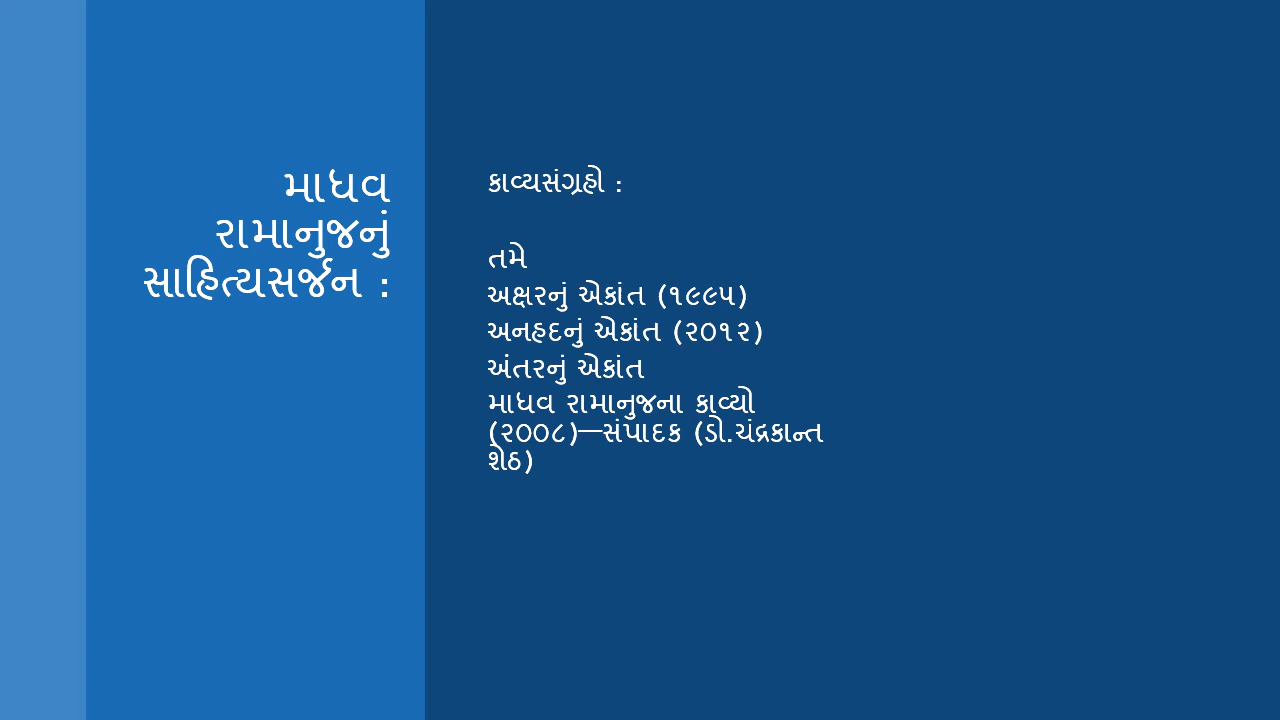 માધવ
રામાનુજનું
સાહિત્યસર્જન :
કાવ્યસંગ્રહો :
તમે
અક્ષરનું એકાંત (૧૯૯૫)
અનહદનું એકાંત (૨૦૧૨)
અંતરનું એકાંત
માધવ રામાનુજના કાવ્યો
(૨૦૦૮)—સંપાદક (ડો.ચંદ્રકાન્ત
શેઠ)